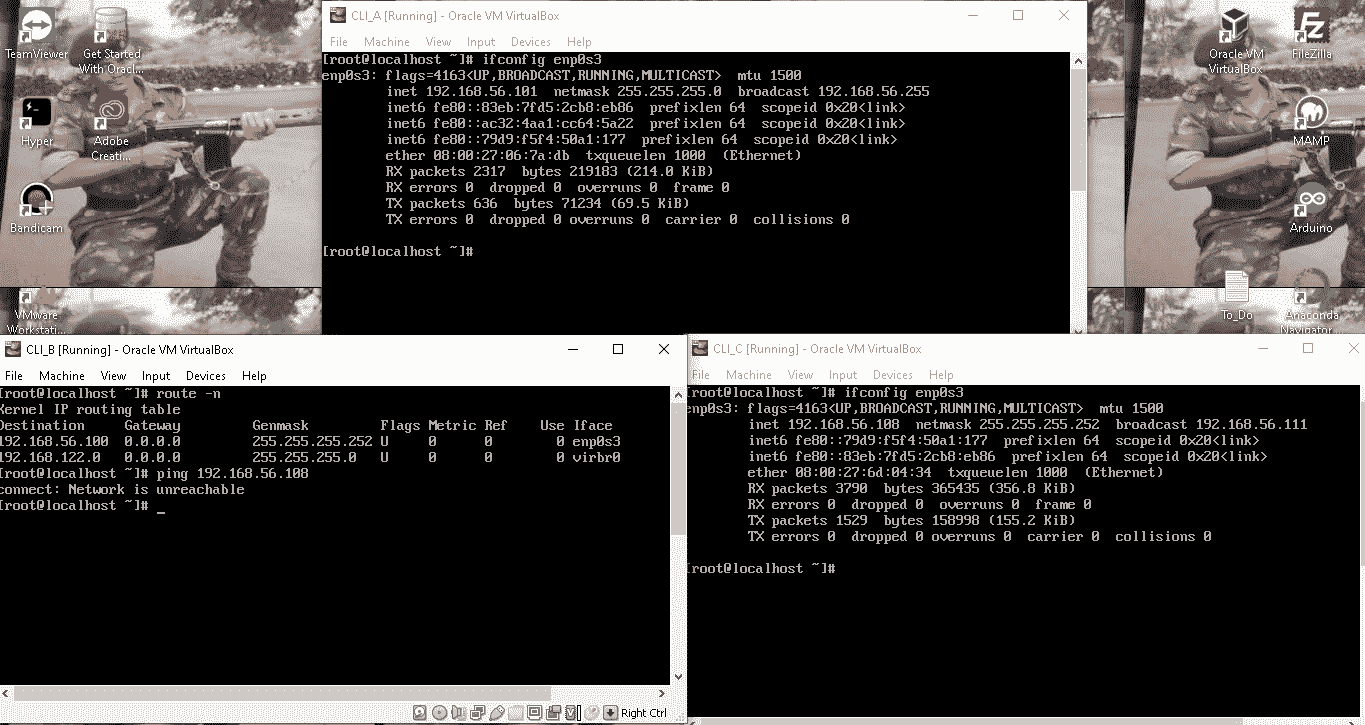 TeamViewer
Get Started
With Oracl...
Hyper
Adobe
Creati...
Bandicam
VMware
Workstati...
CLI_A [Running] - Oracle VM VirtualBox
File Machine View Input Devices Help
[root@localhost ~]# ifconfig enp0s3
enp0s3: flags=4163<UP,BROADCAST,RUNNING,MULTICAST> mtu 1500
inet 192.168.56.101 netmask 255.255.255.0 broadcast 192.168.56.255
inet6 fe80::83eb:7fd5:2cb8:eb86 prefixlen 64 scopeid 0x20<link>
inet6 fe80::ac32:4aa1:cc64:5a22 prefixlen 64 scopeid 0x20<link>
inet6 fe80::79d9:f5f4:50a1:177 prefixlen 64 scopeid 0x20<link>
ether 08:00:27:06:7a:db txqueuelen 1000 (Ethernet)
RX packets 2317 bytes 219183 (214.0 KiB)
RX errors 0 dropped 0 overruns 0 frame 0
TX packets 636 bytes 71234 (69.5 KiB)
TX errors 0 dropped 0 overruns 0 carrier 0 collisions 0
[root@localhost ~]#
Oracle VM
VirtualBox
FileZilla
MAMP
Arduino
To_Do
Anaconda
Navigator...
CLI_B [Running] - Oracle VM VirtualBox
File Machine View Input Devices Help
[root@localhost ~]# route -n
Kernel IP routing table
Destination Gateway Genmask Flags Metric Ref Use Iface
192.168.56.100 0.0.0.0 255.255.255.252 U 0 0 0 enp0s3
192.168.122.0 0.0.0.0 255.255.255.0 U 0 0 0 virbr0
[root@localhost ~]# ping 192.168.56.108
connect: Network is unreachable
[root@localhost ~]# _
Right Ctrl
CLI_C [Running] - Oracle VM VirtualBox
File Machine View Input Devices Help
[root@localhost ~]# ifconfig enp0s3
enp0s3: flags=4163<UP,BROADCAST,RUNNING,MULTICAST> mtu 1500
inet 192.168.56.108 netmask 255.255.255.252 broadcast 192.168.56.111
inet6 fe80::79d9:f5f4:50a1:177 prefixlen 64 scopeid 0x20<link>
inet6 fe80::83eb:7fd5:2cb8:eb86 prefixlen 64 scopeid 0x20<link>
ether 08:00:27:6d:04:34 txqueuelen 1000 (Ethernet)
RX packets 3790 bytes 365435 (356.8 KiB)
RX errors 0 dropped 0 overruns 0 frame 0
TX packets 1529 bytes 158998 (155.2 KiB)
TX errors 0 dropped 0 overruns 0 carrier 0 collisions 0
[root@localhost ~]#